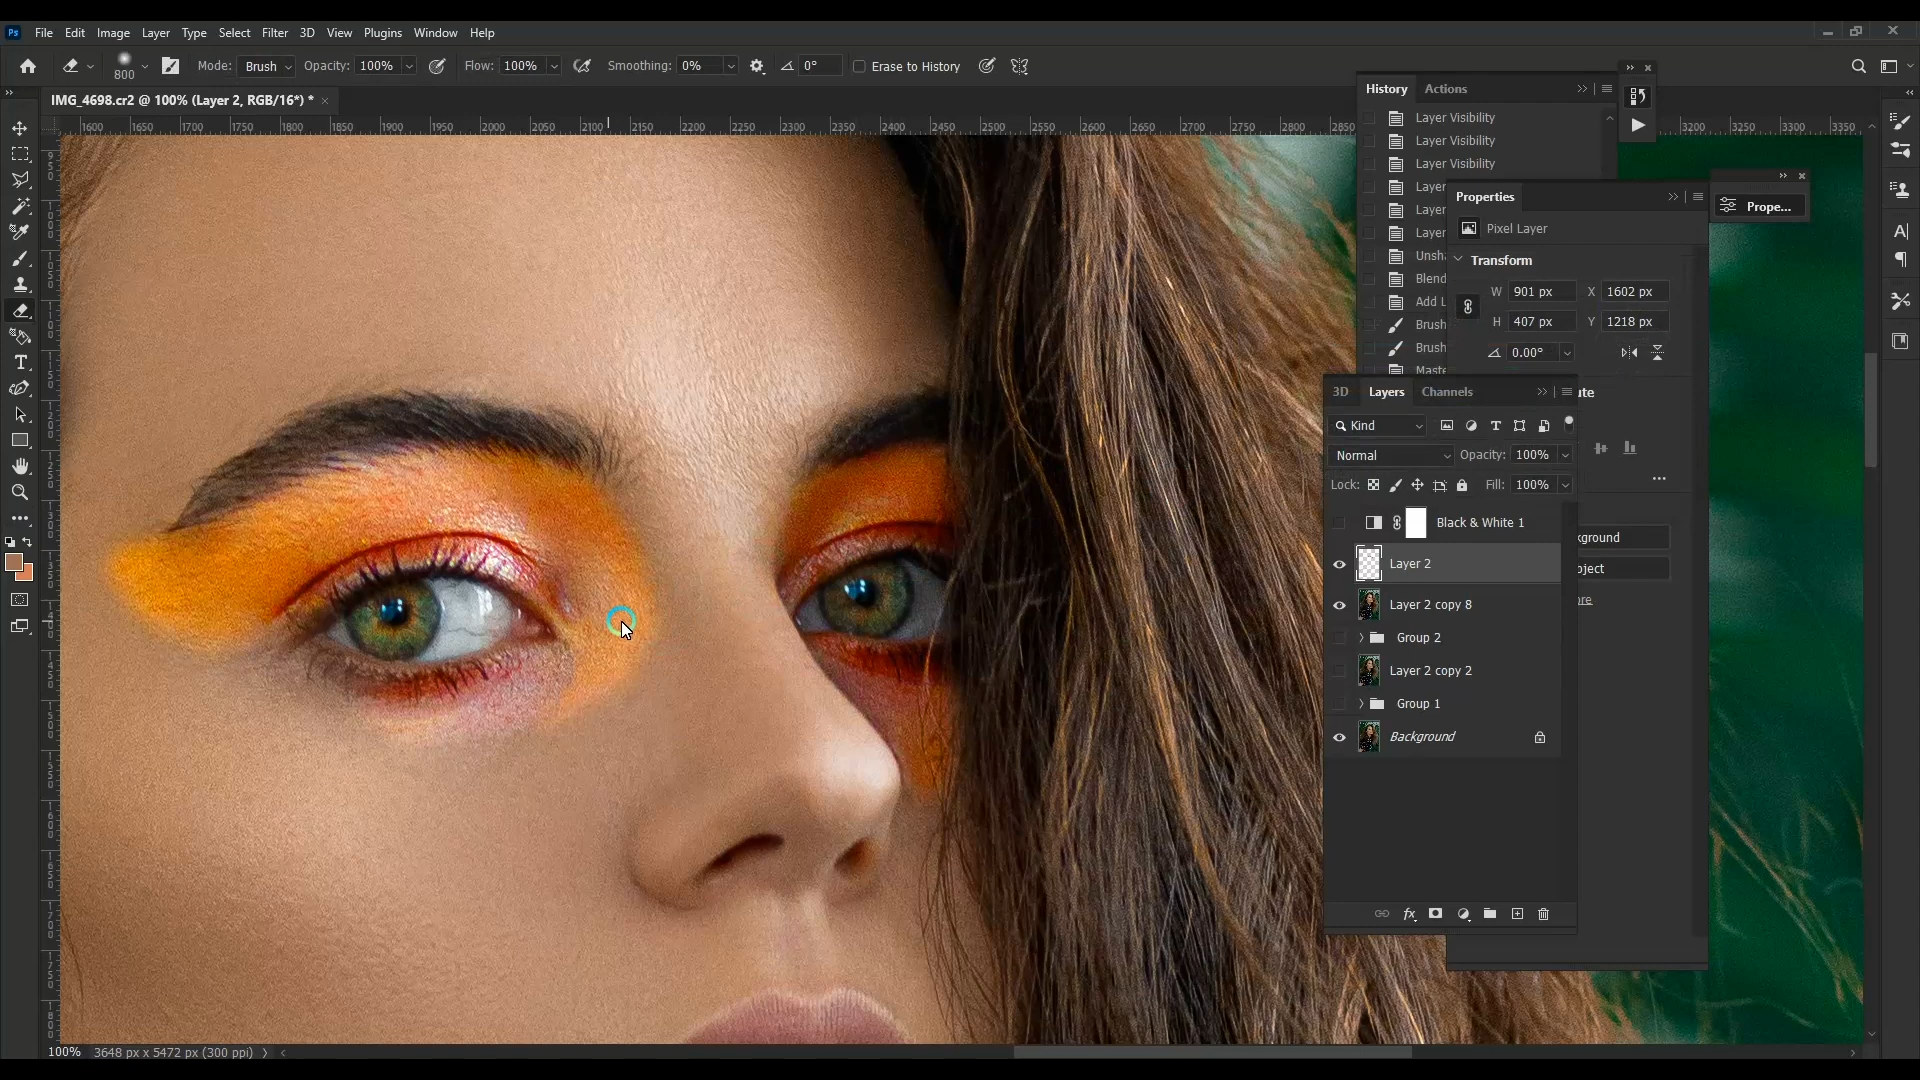 Ps File Edit Image Layer Type Select Filter 3D View Plugins Window Help
800 Mode: Brush Opacity: 100% Flow: 100% Smoothing: 0% 0° Erase to History
IMG_4698.cr2 @ 100% (Layer 2, RGB/16*) *
1600 1650 1700 1750 1800 1850 1900 1950 2000 2050 2100 2150 2200 2250 2300 2350 2400 2450 2500 2550 2600 2650 2700 2750 2800 2850 3200 3250 3300 3350
History Actions
Layer Visibility
Layer Visibility
Layer Visibility
Layer
Layer
Layer
Unsha
Blend
Add L
Brush
Brush
Maste
Properties
Prope...
Pixel Layer
Transform
W 901 px X 1602 px
H 407 px Y 1218 px
0.00°
3D Layers Channels
Kind
Normal Opacity: 100%
Lock: Fill: 100%
Black & White 1
Layer 2
Layer 2 copy 8
Group 2
Layer 2 copy 2
Group 1
Background
ute
kground
bject
ore
T
A
100% 3648 px x 5472 px (300 ppi)